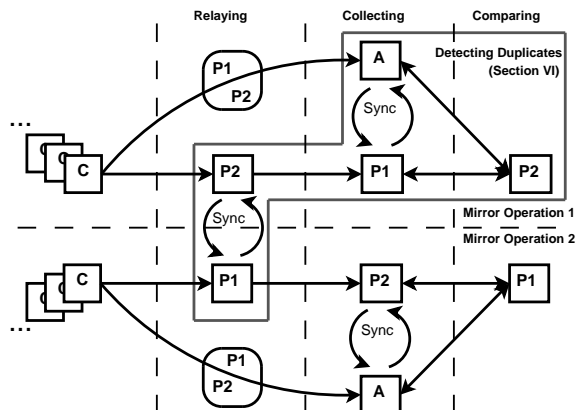 Relaying
Collecting
Comparing
P1
P2
A
Detecting Duplicates
(Section VI)
Sync
...
C
P2
P1
P2
Mirror Operation 1
Sync
Mirror Operation 2
C
P1
P2
P1
...
Sync
P1
P2
A